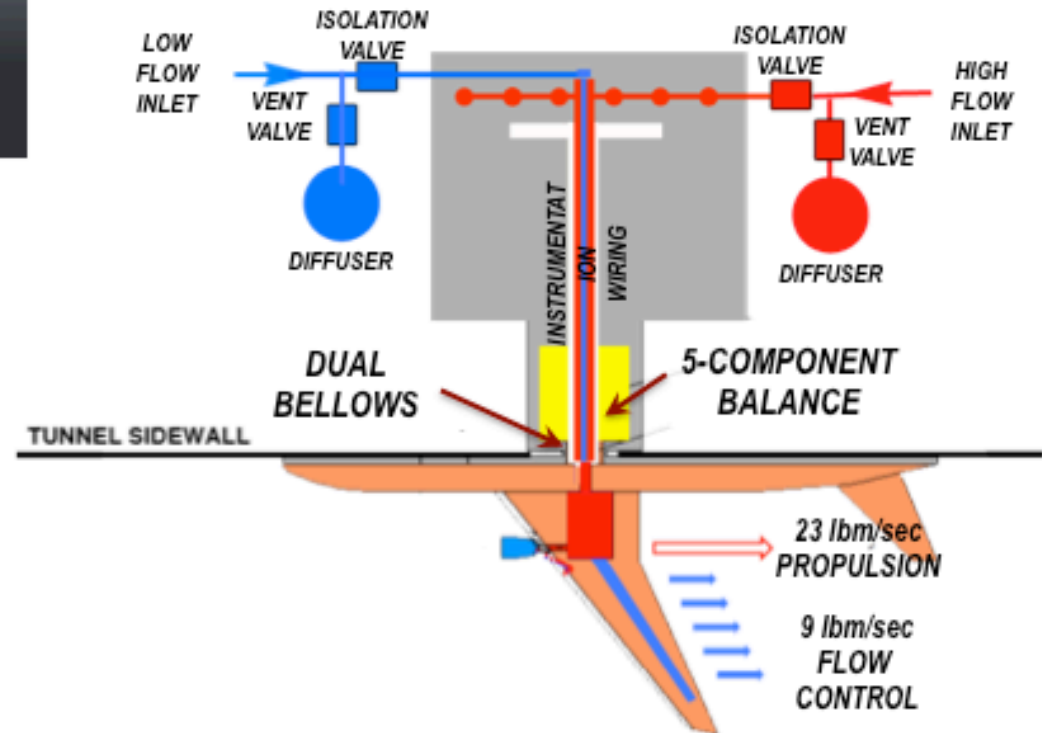 LOW
FLOW
INLET
ISOLATION
VALVE
VENT
VALVE
DIFFUSER
ISOLATION
VALVE
HIGH
FLOW
INLET
VENT
VALVE
DIFFUSER
INSTRUMENTAT
ION
WIRING
DUAL
BELLOWS
5-COMPONENT
BALANCE
TUNNEL SIDEWALL
23 lbm/sec
PROPULSION
9 lbm/sec
FLOW
CONTROL